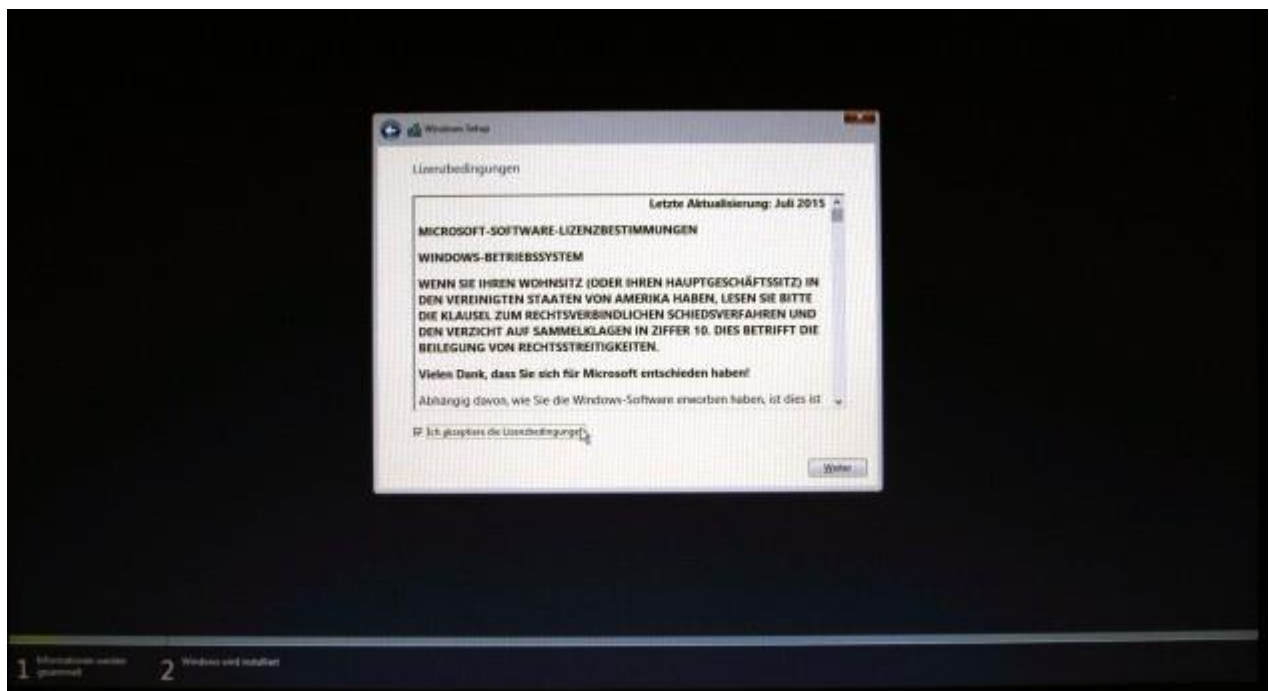 Windows Setup
Lizenzbedingungen
Letzte Aktualisierung: Juli 2015
MICROSOFT-SOFTWARE-LIZENZBESTIMMUNGEN
WINDOWS-BETRIEBSSYSTEM
WENN SIE IHREN WOHNSITZ (ODER IHREN HAUPTGESCHÄFTSSITZ) IN
DEN VEREINIGTEN STAATEN VON AMERIKA HABEN, LESEN SIE BITTE
DIE KLAUSEL ZUM RECHTSVERBINDLICHEN SCHIEDSVERFAHREN UND
DEN VERZICHT AUF SAMMELKLAGEN IN ZIFFER 10. DIES BETRIFFT DIE
BEILEGUNG VON RECHTSSTREITIGKEITEN.
Vielen Dank, dass Sie sich für Microsoft entschieden haben!
Abhängig davon, wie Sie die Windows-Software erworben haben, ist dies ist
Ich akzeptiere die Lizenzbedingungen
Weiter
1 Informationen werden
gesammelt
2 Windows wird installiert